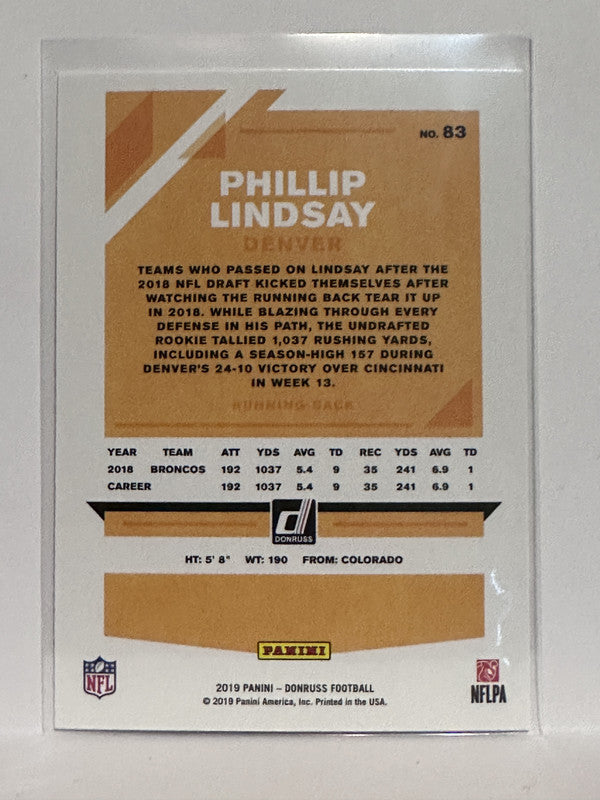 NO. 83
PHILLIP
LINDSAY
DENVER
TEAMS WHO PASSED ON LINDSAY AFTER THE
2018 NFL DRAFT KICKED THEMSELVES AFTER
WATCHING THE RUNNING BACK TEAR IT UP
IN 2018. WHILE BLAZING THROUGH EVERY
DEFENSE IN HIS PATH, THE UNDRAFTED
ROOKIE TALLIED 1,037 RUSHING YARDS,
INCLUDING A SEASON-HIGH 157 DURING
DENVER'S 24-10 VICTORY OVER CINCINNATI
IN WEEK 13.
RUNNING BACK
YEAR TEAM ATT YDS AVG TD REC YDS AVG TD
2018 BRONCOS 192 1037 5.4 9 35 241 6.9 1
CAREER 192 1037 5.4 9 35 241 6.9 1
d
DONRUSS
HT: 5' 8" WT: 190 FROM: COLORADO
PANINI
NFL
NFLPA
2019 PANINI – DONRUSS FOOTBALL
© 2019 Panini America, Inc. Printed in the USA.